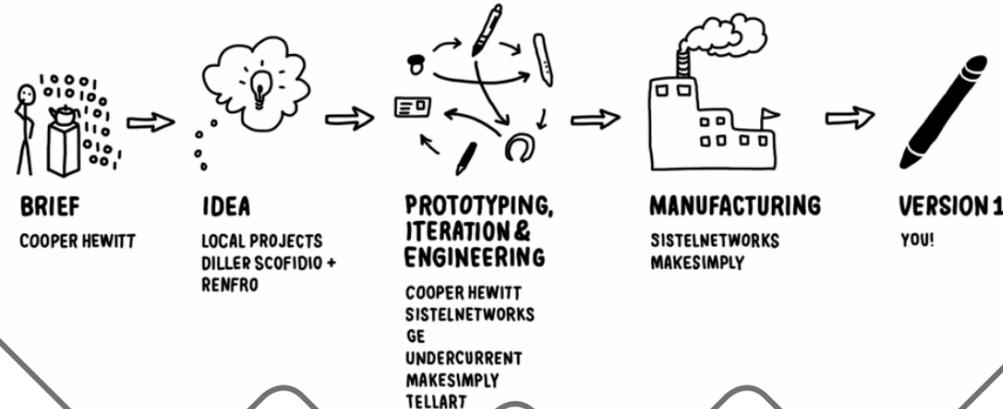 BRIEF
COOPER HEWITT
IDEA
LOCAL PROJECTS
DILLER SCOFIDIO +
RENFRO
PROTOTYPING,
ITERATION &
ENGINEERING
COOPER HEWITT
SISTELNETWORKS
GE
UNDERCURRENT
MAKESIMPLY
TELLART
MANUFACTURING
SISTELNETWORKS
MAKESIMPLY
VERSION 1
YOU!